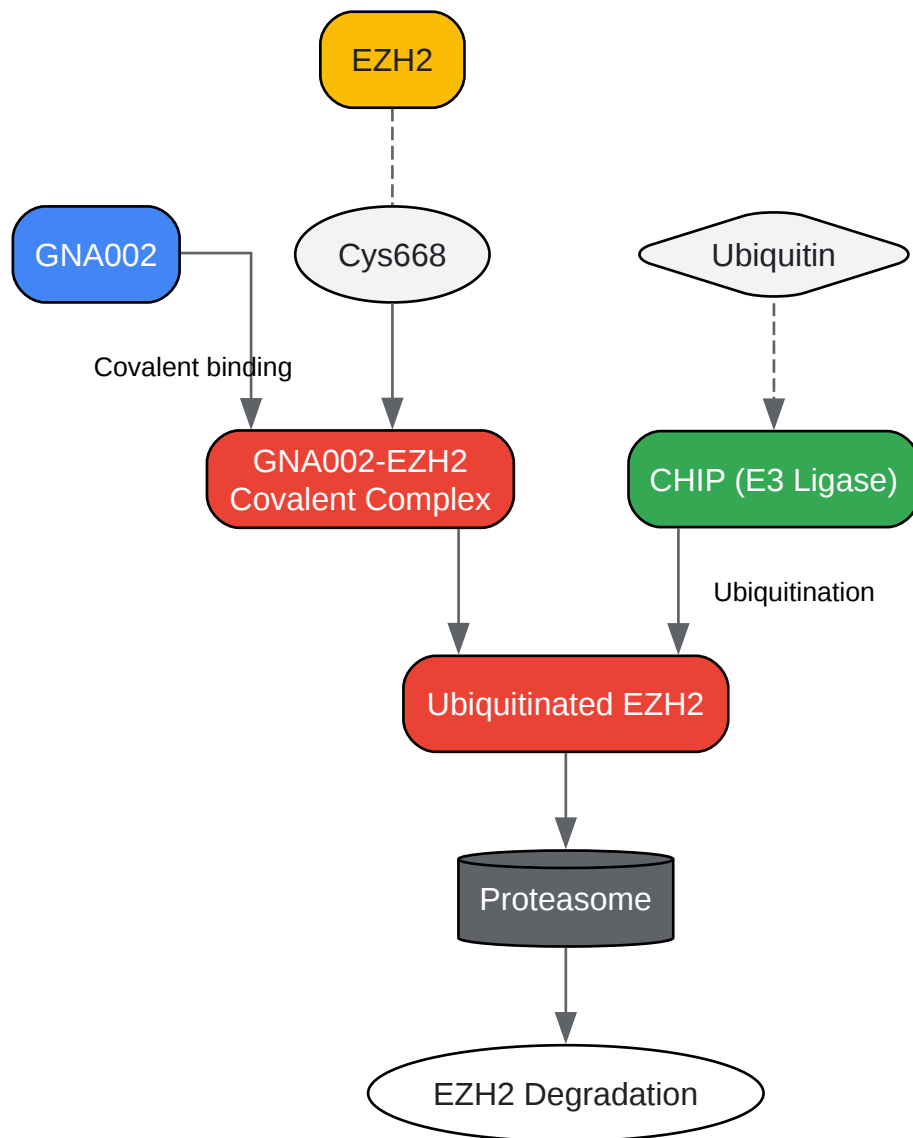 EZH2
GNA002
Cys668
Ubiquitin
Covalent binding
GNA002-EZH2
Covalent Complex
CHIP (E3 Ligase)
Ubiquitination
Ubiquitinated EZH2
Proteasome
EZH2 Degradation